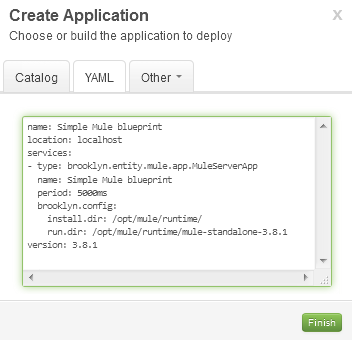 Create Application
x
Choose or build the application to deploy
Catalog
YAML
Other
name: Simple Mule blueprint
location: localhost
services:
- type: brooklyn.entity.mule.app.MuleServerApp
  name: Simple Mule blueprint
  period: 5000ms
  brooklyn.config:
    install.dir: /opt/mule/runtime/
    run.dir: /opt/mule/runtime/mule-standalone-3.8.1
version: 3.8.1
Finish